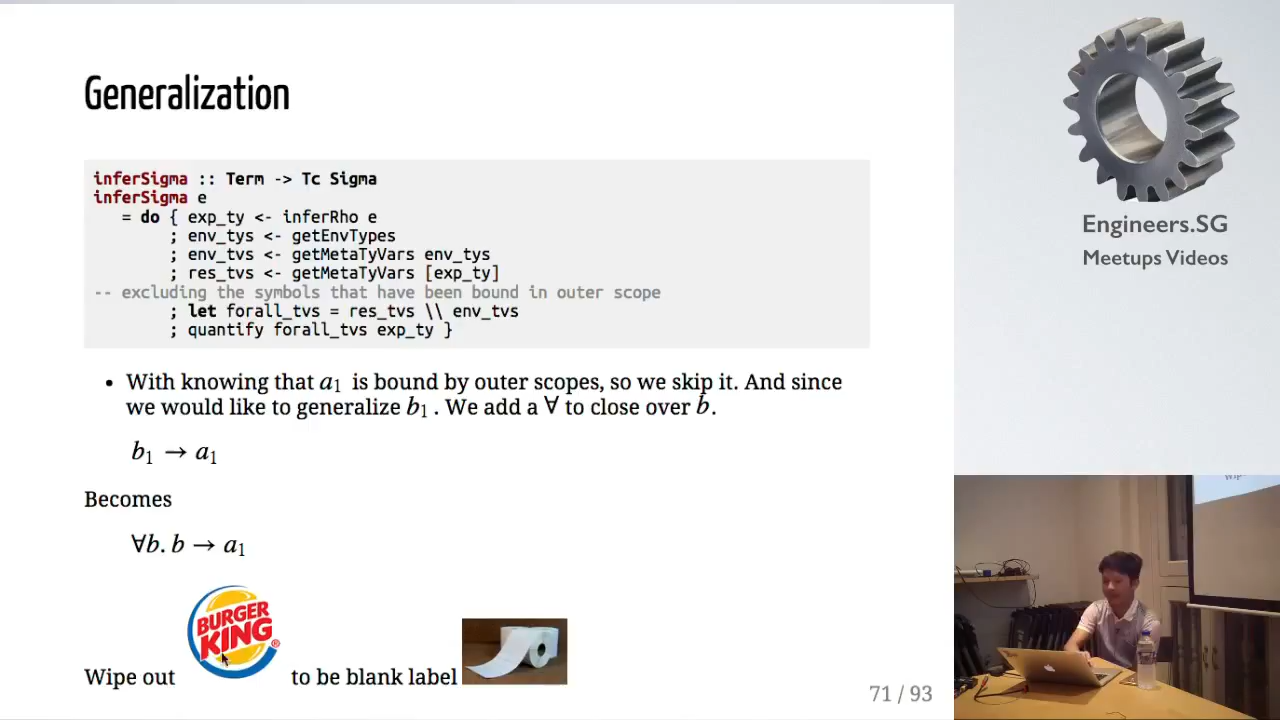 Generalization
inferSigma :: Term -> Tc Sigma
inferSigma e
= do { exp_ty <- inferRho e
; env_tys <- getEnvTypes
; env_tvs <- getMetaTyVars env_tys
; res_tvs <- getMetaTyVars [exp_ty]
-- excluding the symbols that have been bound in outer scope
; let forall_tvs = res_tvs \\ env_tvs
; quantify forall_tvs exp_ty }
• With knowing that a₁ is bound by outer scopes, so we skip it. And since
we would like to generalize b₁ . We add a ∀ to close over b.
b₁ → a₁
Becomes
∀b. b → a₁
BURGER
KING®
Wipe out to be blank label
71 / 93
Engineers.SG
Meetups Videos
WIP